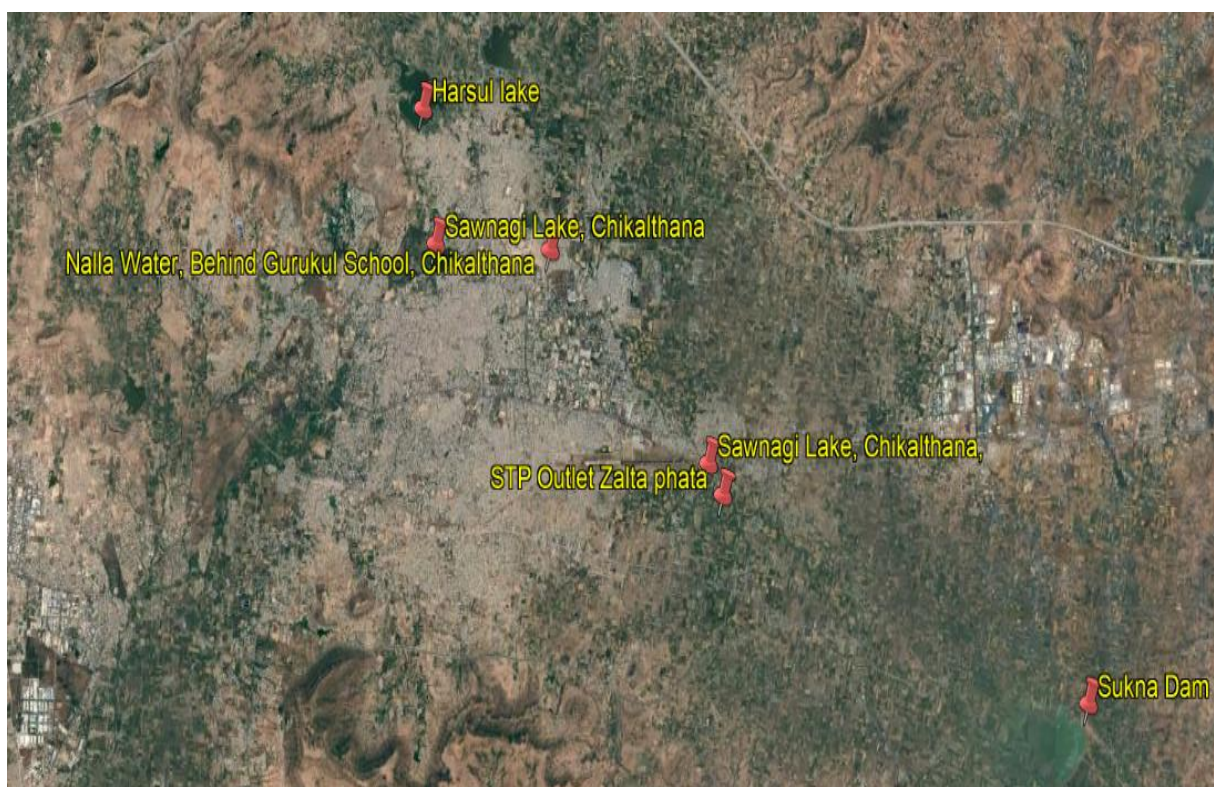 Harsul lake
Sawnagi Lake, Chikalthana
Nalla Water, Behind Gurukul School, Chikalthana
Sawnagi Lake, Chikalthana,
STP Outlet Zalta phata
Sukna Dam